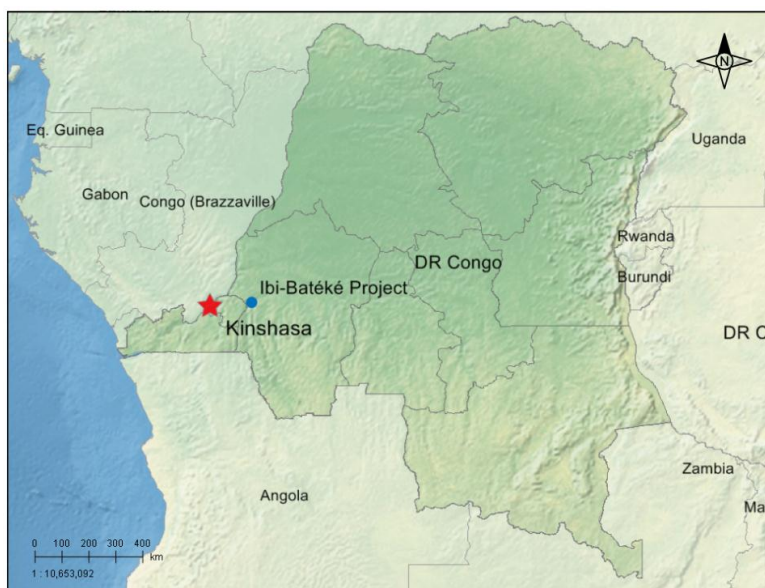 N
Eq. Guinea
Uganda
Gabon
Congo (Brazzaville)
Rwanda
DR Congo
Burundi
Ibi-Batéké Project
Kinshasa
DR C
Zambia
Angola
Ma
0 100 200 300 400
km
1 : 10,653,092